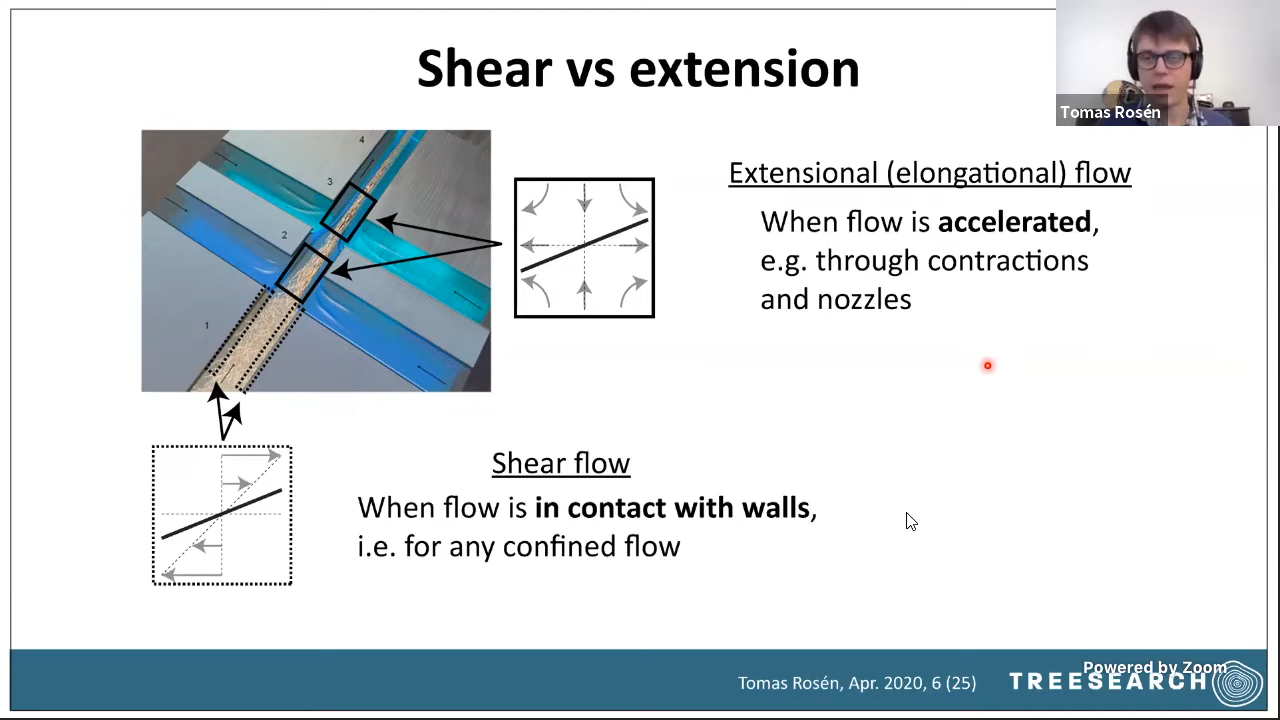 Shear vs extension
Tomas Rosén
4
3
2
1
Extensional (elongational) flow
When flow is accelerated,
e.g. through contractions
and nozzles
Shear flow
When flow is in contact with walls,
i.e. for any confined flow
Tomas Rosén, Apr. 2020, 6 (25)
TREESEARCH
Powered by Zoom